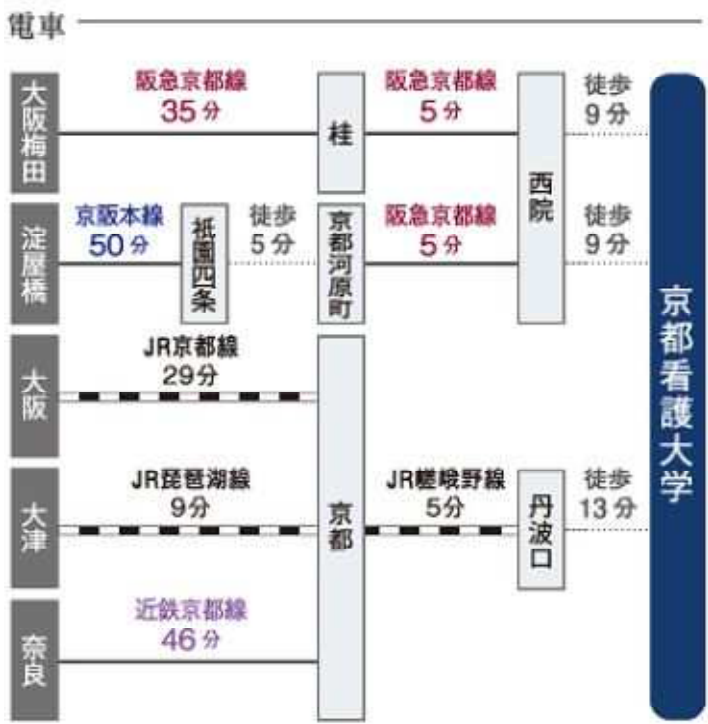 電車
大阪梅田
阪急京都線
35分
桂
阪急京都線
5分
西院
徒歩
9分
淀屋橋
京阪本線
50分
祇園四条
徒歩
5分
京都河原町
阪急京都線
5分
徒歩
9分
大阪
JR京都線
29分
京都
大津
JR琵琶湖線
9分
JR嵯峨野線
5分
丹波口
徒歩
13分
奈良
近鉄京都線
46分
京都看護大学